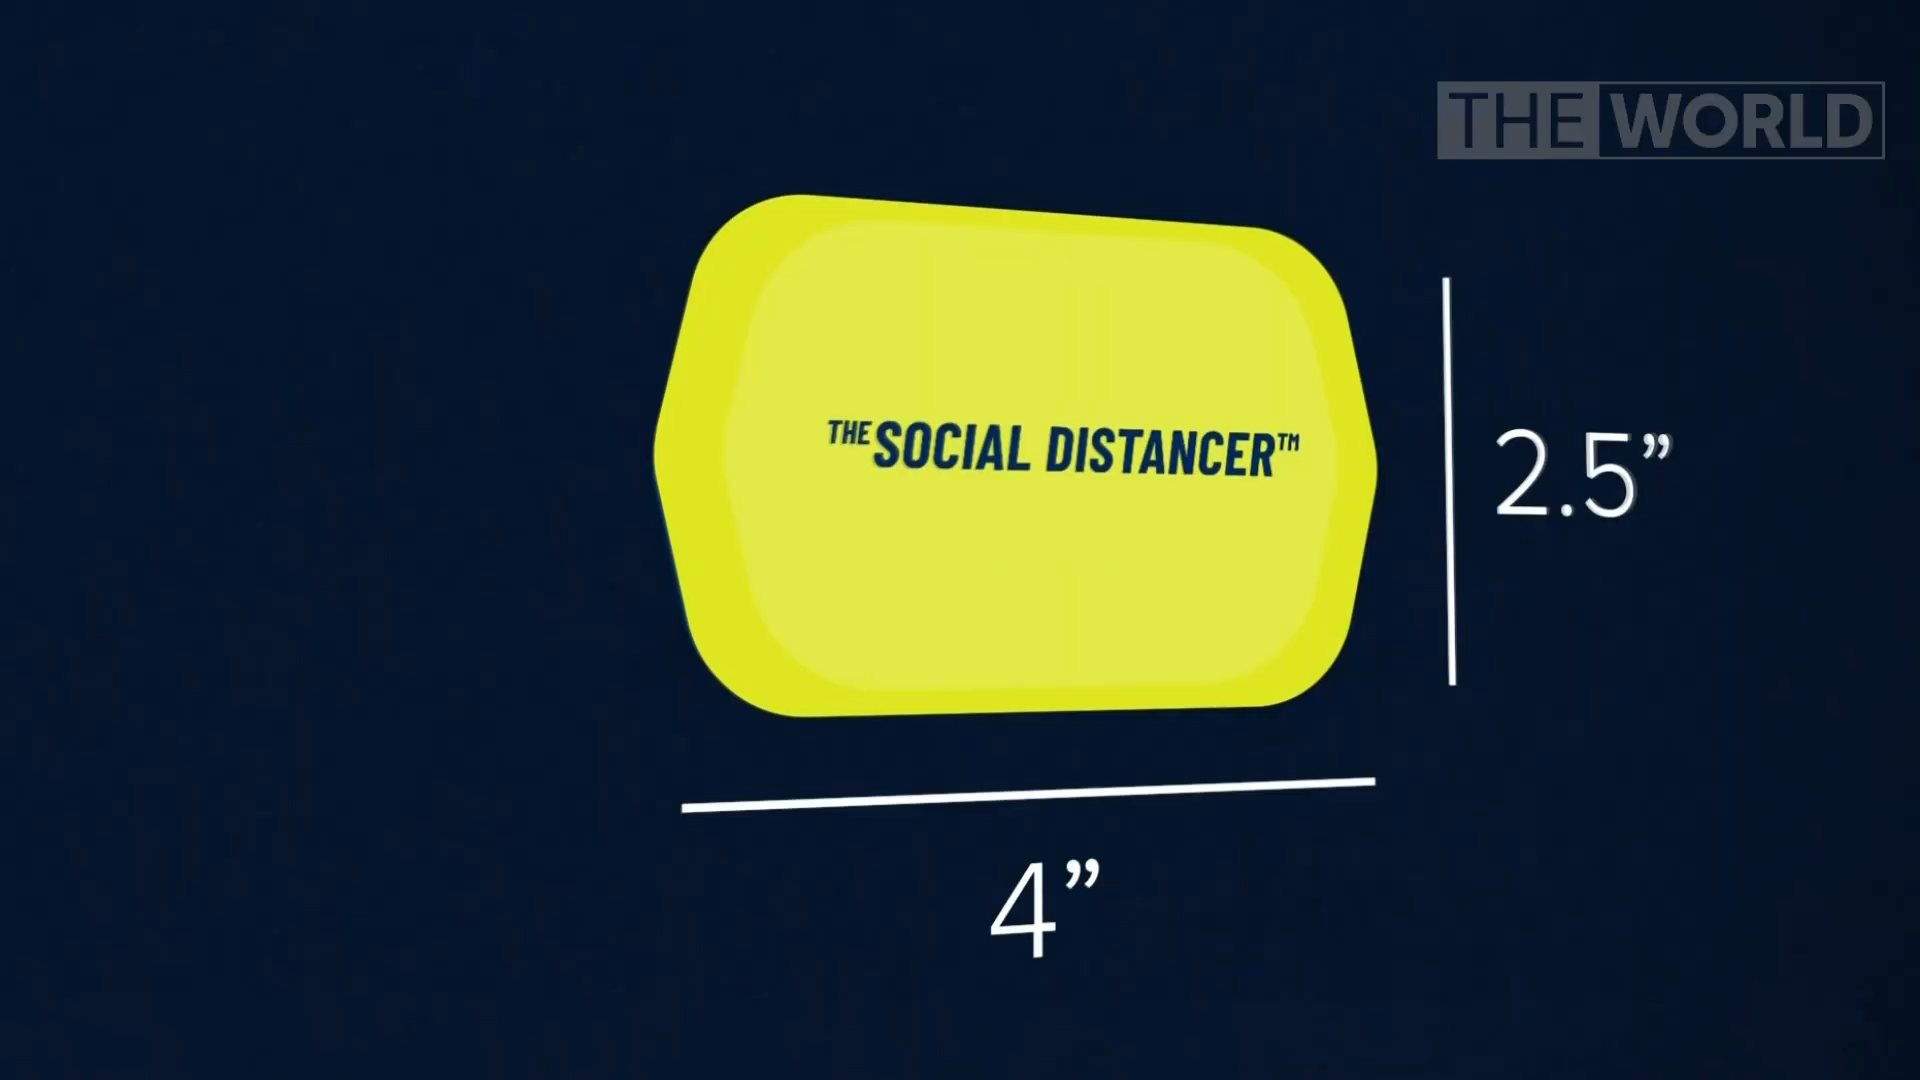 THE WORLD
THE SOCIAL DISTANCER™
2.5”
4”